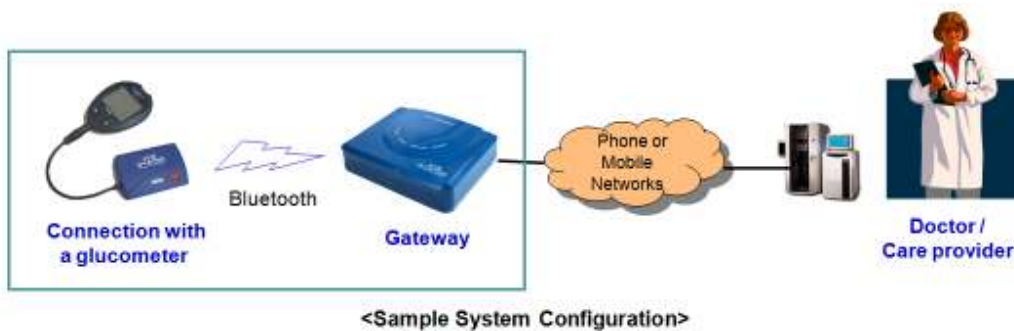 Phone or
Mobile
Networks
Bluetooth
Connection with
a glucometer
Gateway
Doctor /
Care provider
<Sample System Configuration>